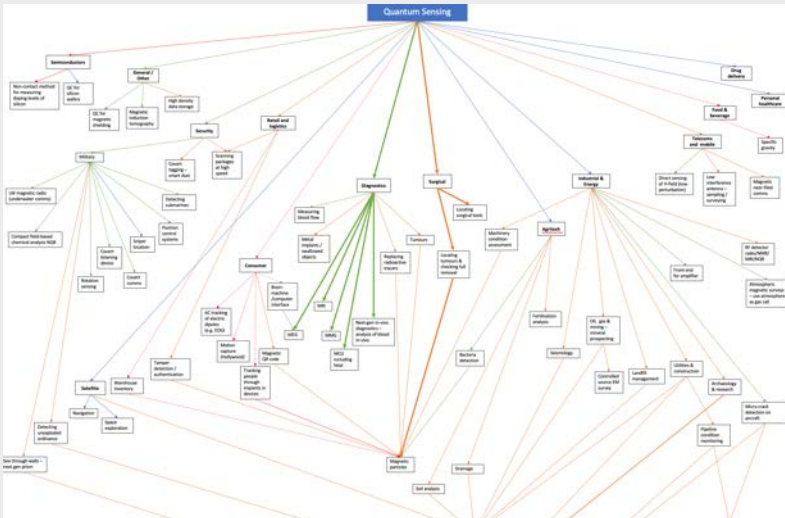 Quantum Sensing
Semiconductors
Non-contact method
for measuring
doping levels of
silicon
QC for
silicon
wafers
General /
Other
QC for
magnetic
shielding
Magnetic
induction
tomography
High density
data storage
Security
Covert
tagging –
smart dust
Scanning
packages at
high
speed
Retail and
logistics
Military
LW magnetic radio
(underwater comms)
Compact field-based
chemical analysis NQR
Rotation
sensing
Covert
listening
device
Covert
comms
Sniper
location
Position
control
systems
Detecting
submarines
Diagnostics
Measuring
blood flow
Metal
implants /
swallowed
objects
Replacing
radioactive
tracers
Tumours
Surgical
Locating
surgical tools
Locating
tumours &
checking full
removal
Consumer
AC tracking
of electric
dipoles
Motion
capture
(Hollywood)
Magnetic
QR code
Tracking
people
through
implants or
devices
Brain
machine
/computer
interface
MEG
MRI
MMG
MEG
including
fetal
Next-gen in-vivo
diagnostics –
analysis of blood
in-vivo
Agritech
Machinery
condition
assessment
Fertilisation
analysis
Bacteria
detection
Seismology
Industrial &
Energy
Oil, gas &
mining –
mineral
prospecting
Controlled
source EM
survey
Landfill
management
Front end
for amplifier
Utilities &
construction
Archaeology
& research
Pipeline
condition
monitoring
Micro-crack
detection on
aircraft
Drug
delivery
Personal
healthcare
Food &
beverage
Specific
gravity
Telecoms
and mobile
Direct sensing
of H-field (low
perturbation)
Low
interference
antenna –
sampling /
surveying
Magnetic
near-filed
comms
RF detector
Atmospheric
magnetic surveys
– use atmosphere
as gas cell
Tamper
detection /
authentication
Satellite
Navigation
Space
exploration
Warehouse
inventory
Detecting
unexploded
ordinance
See through walls –
next gen prism
Magnetic
particles
Soil analysis
Drainage